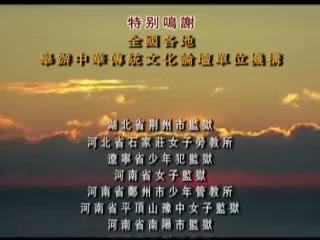 特别鳴謝
全國各地
舉辦中華傳統文化論壇單位機構
湖北省荆州市監獄
河北省石家莊女子勞教所
遼寧省少年犯監獄
河南省女子監獄
河南省鄭州市少年管教所
河南省平頂山豫中女子監獄
河南省南陽市監獄